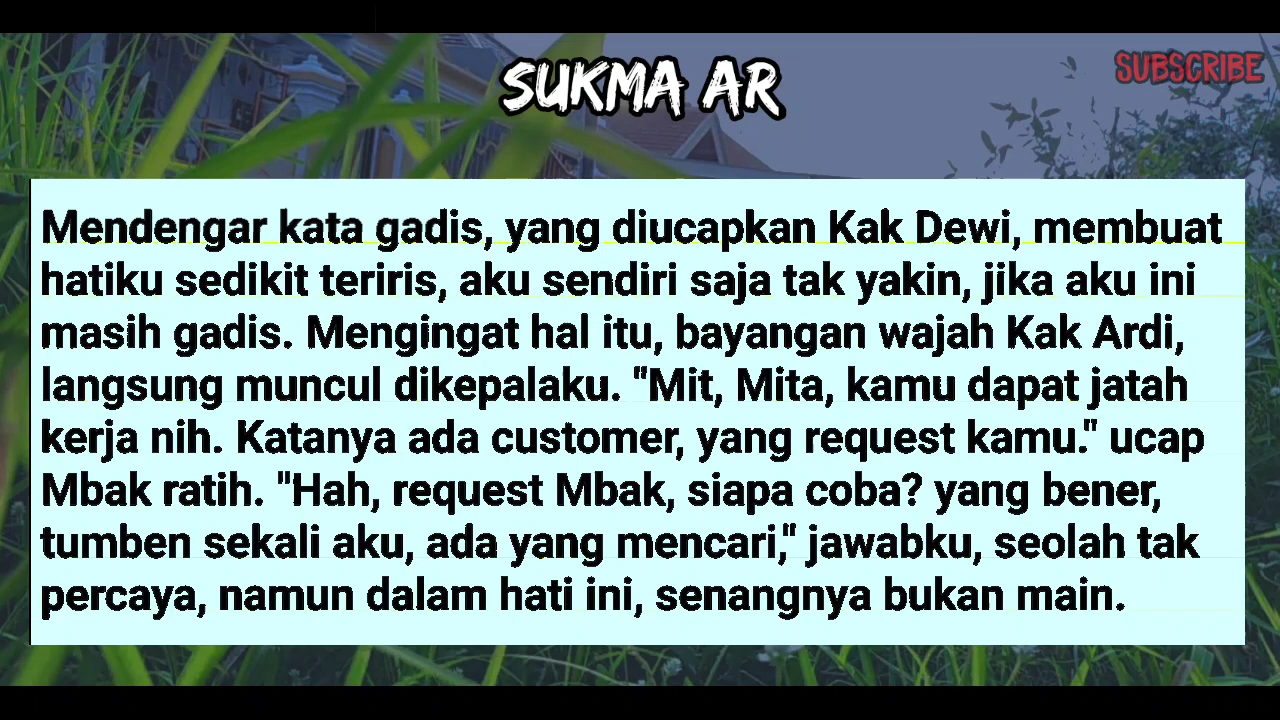 SUKMA AR
SUBSCRIBE
Mendengar kata gadis, yang diucapkan Kak Dewi, membuat
hatiku sedikit teriris, aku sendiri saja tak yakin, jika aku ini
masih gadis. Mengingat hal itu, bayangan wajah Kak Ardi,
langsung muncul dikepalaku. "Mit, Mita, kamu dapat jatah
kerja nih. Katanya ada customer, yang request kamu." ucap
Mbak ratih. "Hah, request Mbak, siapa coba? yang bener,
tumben sekali aku, ada yang mencari," jawabku, seolah tak
percaya, namun dalam hati ini, senangnya bukan main.